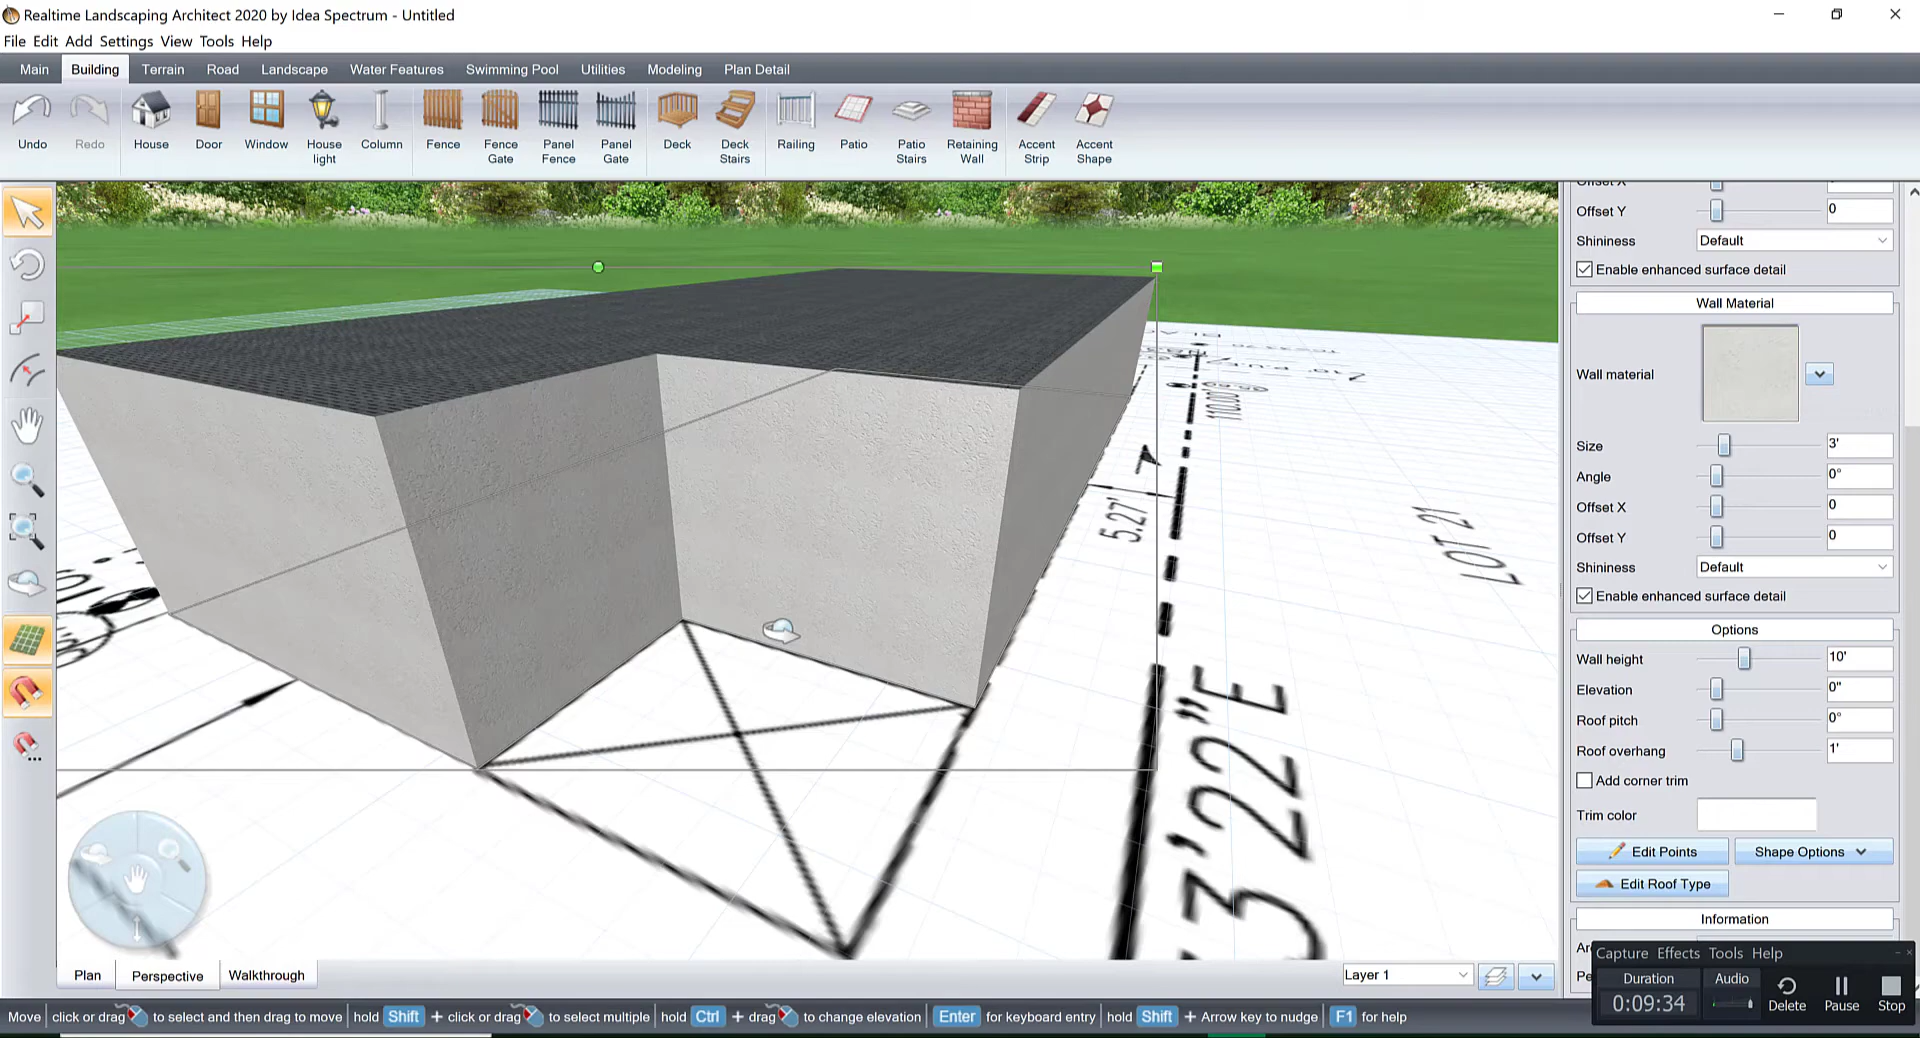 Realtime Landscaping Architect 2020 by Idea Spectrum - Untitled
File Edit Add Settings View Tools Help
Main Building Terrain Road Landscape Water Features Swimming Pool Utilities Modeling Plan Detail
Undo Redo House Door Window House light Column Fence Fence Gate Panel Fence Panel Gate Deck Deck Stairs Railing Patio Patio Stairs Retaining Wall Accent Strip Accent Shape
Offset X
Offset Y 0
Shininess Default
Enable enhanced surface detail
Wall Material
Wall material
Size 3'
Angle 0°
Offset X 0
Offset Y 0
Shininess Default
Enable enhanced surface detail
Options
Wall height 10'
Elevation 0"
Roof pitch 0°
Roof overhang 1'
Add corner trim
Trim color
Edit Points Shape Options
Edit Roof Type
Information
110.00'
5.27'
LOT 21
3'22"E
Plan Perspective Walkthrough
Layer 1
Capture Effects Tools Help
Duration Audio
0:09:34 Delete Pause Stop
Move click or drag to select and then drag to move hold Shift + click or drag to select multiple hold Ctrl + drag to change elevation Enter for keyboard entry hold Shift + Arrow key to nudge F1 for help